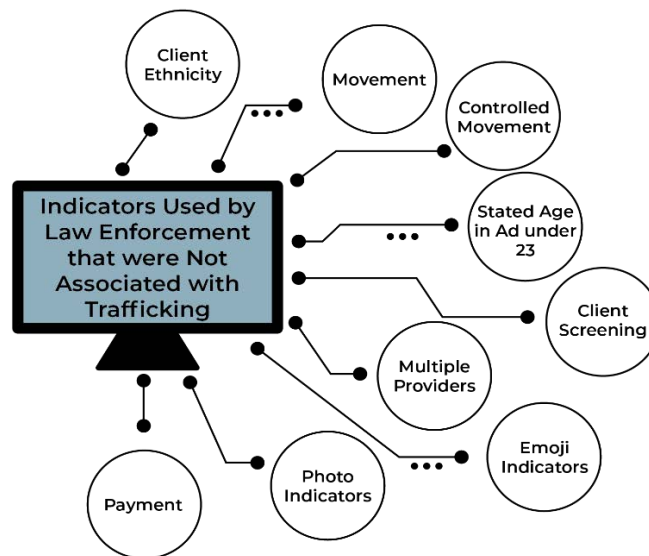 Client
Ethnicity
Movement
Controlled
Movement
Indicators Used by
Law Enforcement
that were Not
Associated with
Trafficking
Stated Age
in Ad under
23
Client
Screening
Multiple
Providers
Emoji
Indicators
Photo
Indicators
Payment